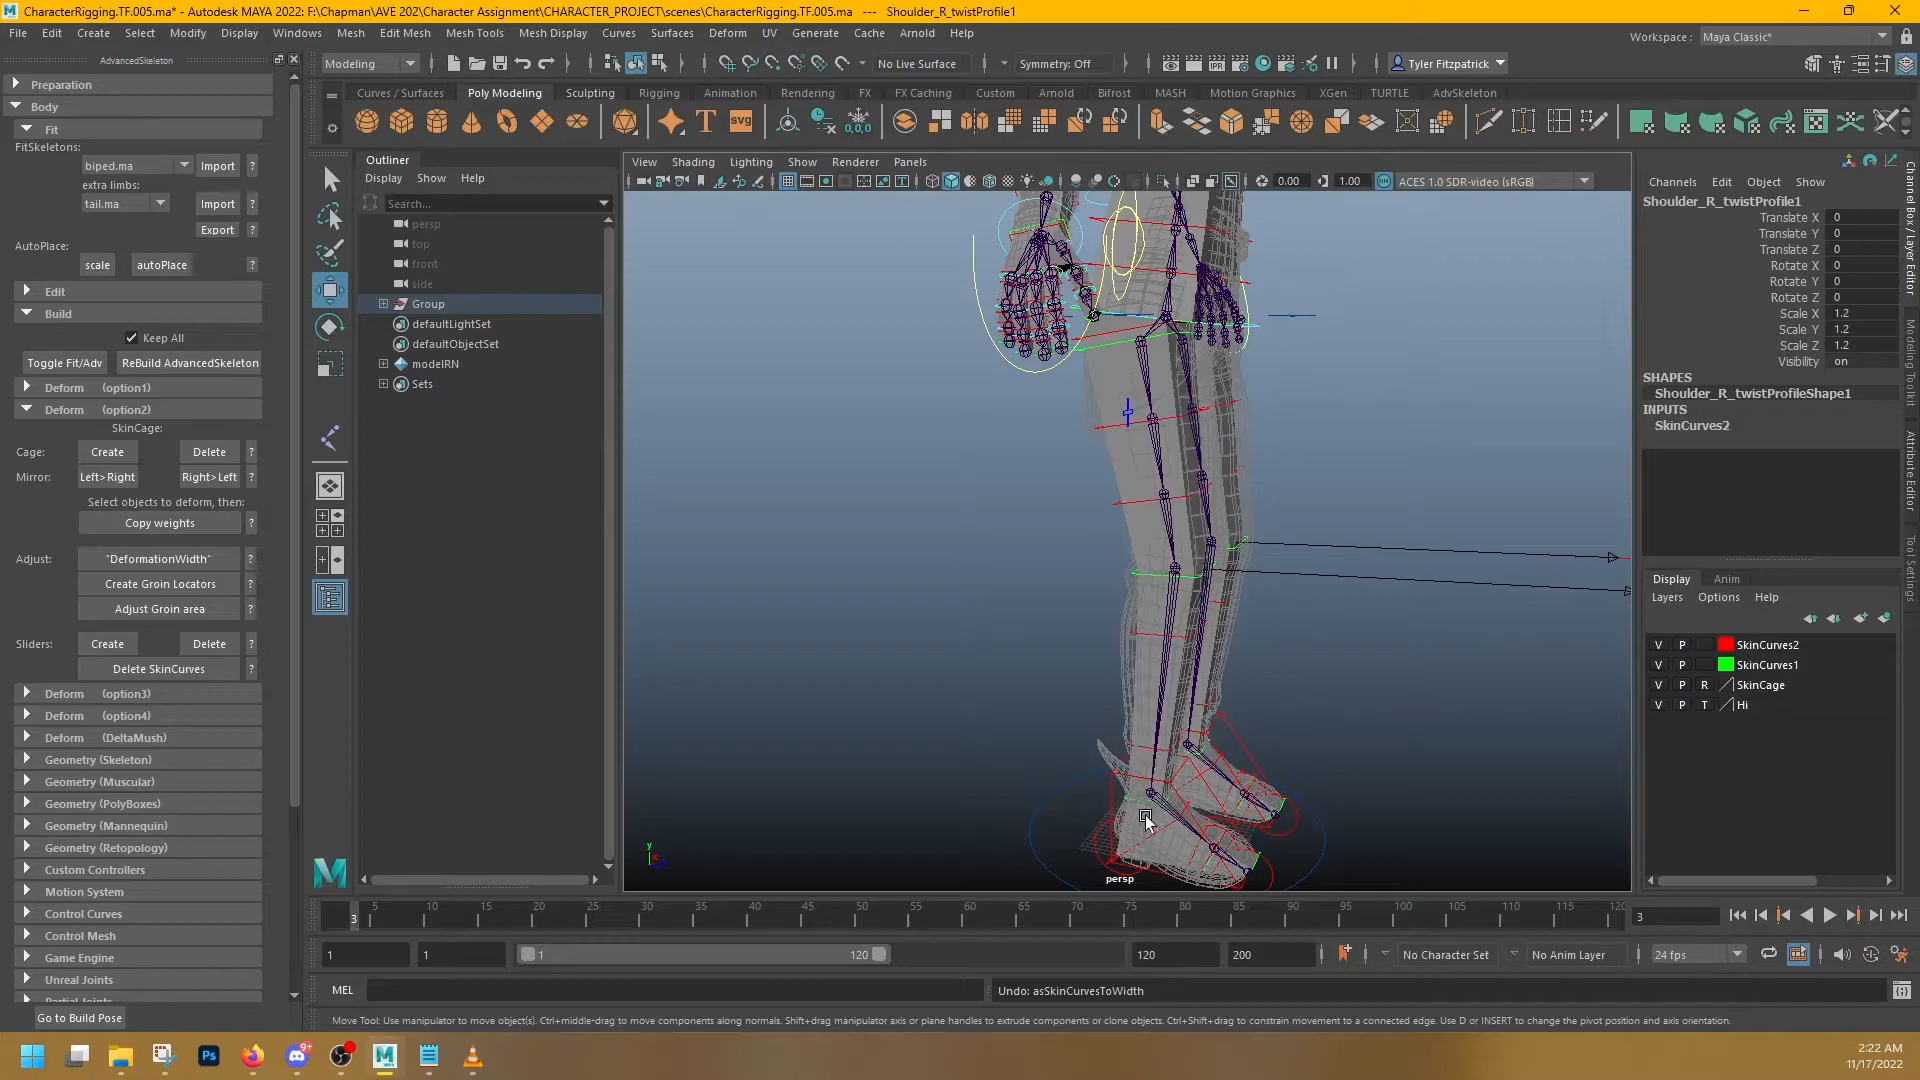 CharacterRigging.TF.005.ma* - Autodesk MAYA 2022: F:\Chapman\AVE 202\Character Assignment\CHARACTER_PROJECT\scenes\CharacterRigging.TF.005.ma --- Shoulder_R_twistProfile1
File Edit Create Select Modify Display Windows Mesh Edit Mesh Mesh Tools Mesh Display Curves Surfaces Deform UV Generate Cache Arnold Help
Workspace : Maya Classic*
AdvancedSkeleton
Modeling
No Live Surface
Symmetry: Off
Tyler Fitzpatrick
Curves / Surfaces Poly Modeling Sculpting Rigging Animation Rendering FX FX Caching Custom Arnold Bifrost MASH Motion Graphics XGen TURTLE AdvSkeleton
Preparation
Body
Fit
FitSkeletons:
biped.ma Import ?
extra limbs:
tail.ma Import ?
Export ?
AutoPlace:
scale autoPlace ?
Edit
Build
Keep All
Toggle Fit/Adv ReBuild AdvancedSkeleton
Deform (option1)
Deform (option2)
SkinCage:
Cage: Create Delete ?
Mirror: Left>Right Right>Left ?
Select objects to deform, then:
Copy weights ?
Adjust: "DeformationWidth" ?
Create Groin Locators ?
Adjust Groin area ?
Sliders: Create Delete ?
Delete SkinCurves ?
Deform (option3)
Deform (option4)
Deform (DeltaMush)
Geometry (Skeleton)
Geometry (Muscular)
Geometry (PolyBoxes)
Geometry (Mannequin)
Geometry (Retopology)
Custom Controllers
Motion System
Control Curves
Control Mesh
Game Engine
Unreal Joints
Partial Joints
Go to Build Pose
Outliner
Display Show Help
Search...
persp
top
front
side
Group
defaultLightSet
defaultObjectSet
modelRN
Sets
View Shading Lighting Show Renderer Panels
0.00 1.00 ACES 1.0 SDR-video (sRGB)
persp
y
Channels Edit Object Show
Shoulder_R_twistProfile1
Translate X 0
Translate Y 0
Translate Z 0
Rotate X 0
Rotate Y 0
Rotate Z 0
Scale X 1.2
Scale Y 1.2
Scale Z 1.2
Visibility on
SHAPES
Shoulder_R_twistProfileShape1
INPUTS
SkinCurves2
Display Anim
Layers Options Help
V P SkinCurves2
V P SkinCurves1
V P R SkinCage
V P T Hi
Channel Box / Layer Editor
Modeling Toolkit
Attribute Editor
Tool Settings
3 5 10 15 20 25 30 35 40 45 50 55 60 65 70 75 80 85 90 95 100 105 110 115 120
3
1 1 1 120 120 200 No Character Set No Anim Layer 24 fps
MEL
Undo: asSkinCurvesToWidth
Move Tool: Use manipulator to move object(s). Ctrl+middle-drag to move components along normals. Shift+drag manipulator axis or plane handles to extrude components or clone objects. Ctrl+Shift+drag to constrain movement to a connected edge. Use D or INSERT to change the pivot position and axis orientation.
2:22 AM
11/17/2022